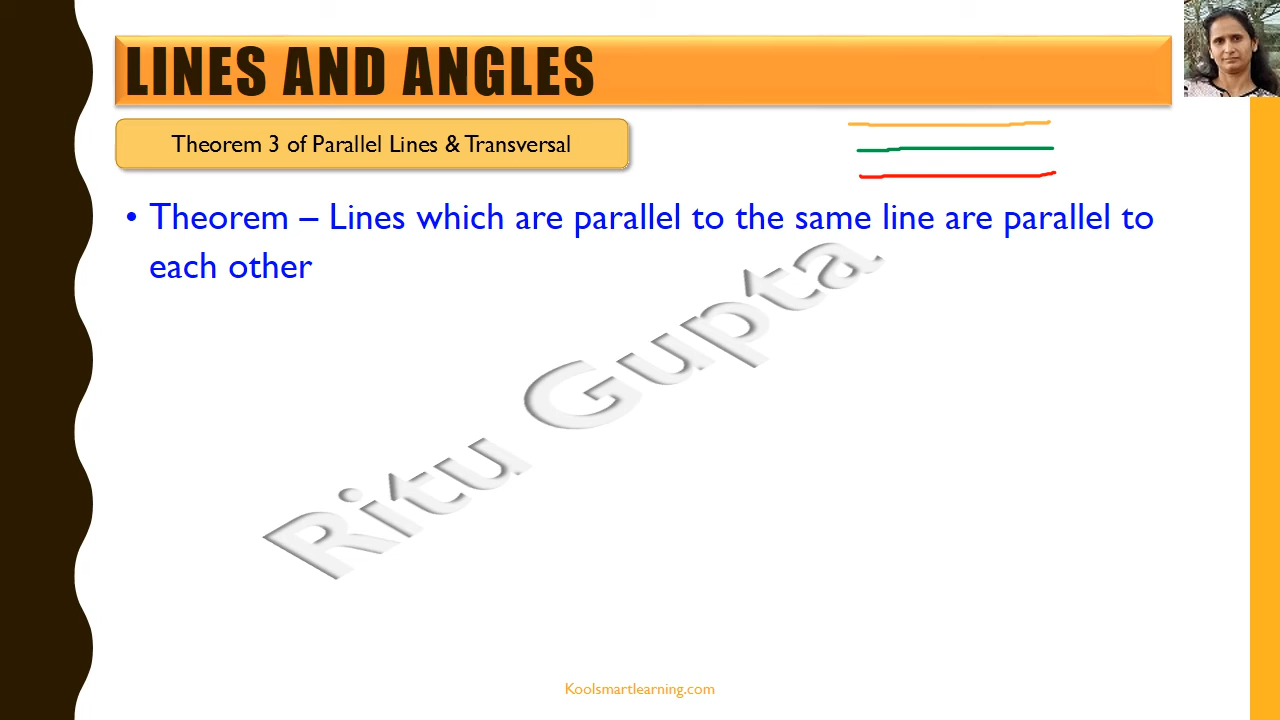 LINES AND ANGLES
Theorem 3 of Parallel Lines & Transversal
• Theorem – Lines which are parallel to the same line are parallel to
each other
Ritu Gupta
Koolsmartlearning.com